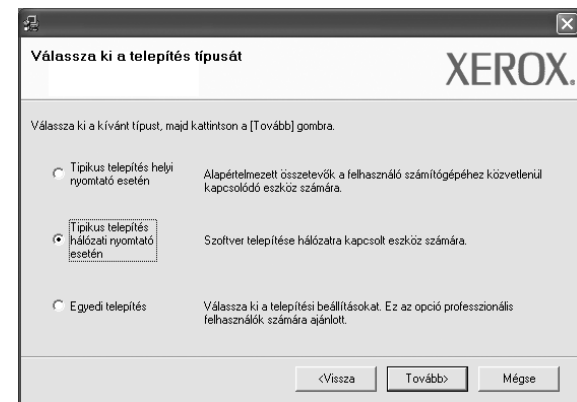 Válassza ki a telepítés típusát
XEROX.
Válassza ki a kívánt típust, majd kattintson a [Tovább] gombra.
Tipikus telepítés helyi
nyomtató esetén
Alapértelmezett összetevők a felhasználó számítógépéhez közvetlenül
kapcsolódó eszköz számára.
Tipikus telepítés
hálózati nyomtató
esetén
Szoftver telepítése hálózatra kapcsolt eszköz számára.
Egyedi telepítés
Válassza ki a telepítési beállításokat. Ez az opció professzionális
felhasználók számára ajánlott.
<Vissza
Tovább>
Mégse